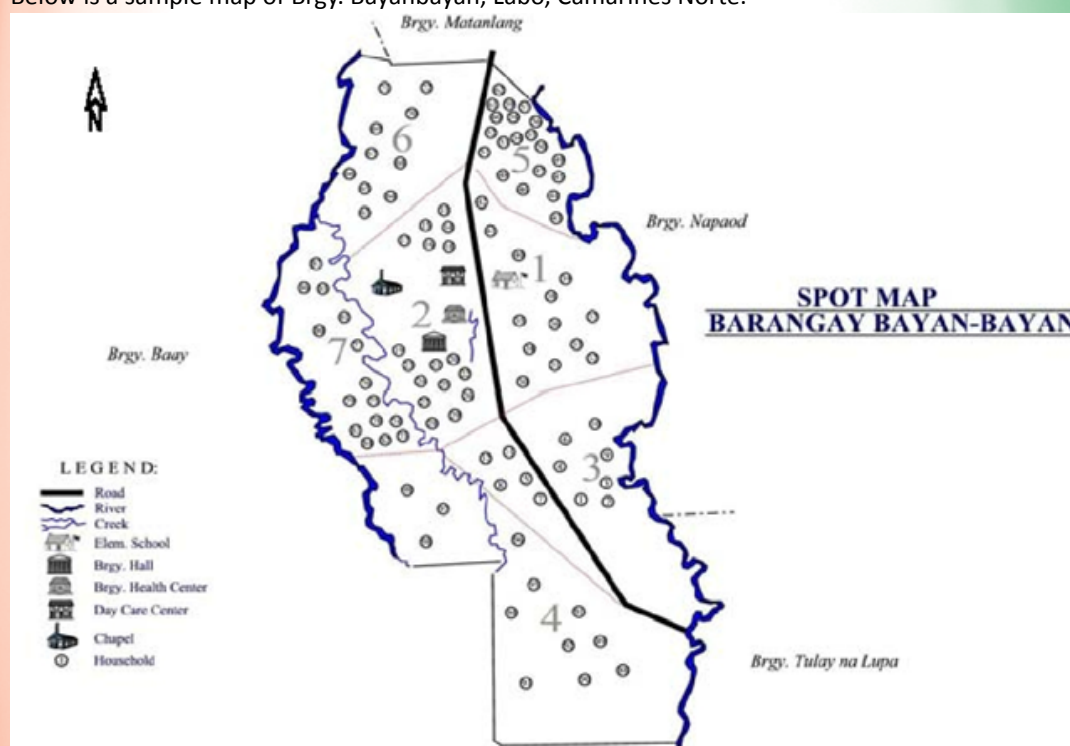 Below is a sample map of Brgy. Bayanbayan, Labo, Camarines Norte.
Brgy. Matanlang
N
6
5
Brgy. Napaod
1
SPOT MAP
BARANGAY BAYAN-BAYAN
2
7
Brgy. Baay
3
LEGEND:
Road
River
Creek
Elem. School
Brgy. Hall
Brgy. Health Center
Day Care Center
Chapel
Household
4
Brgy. Tulay na Lupa